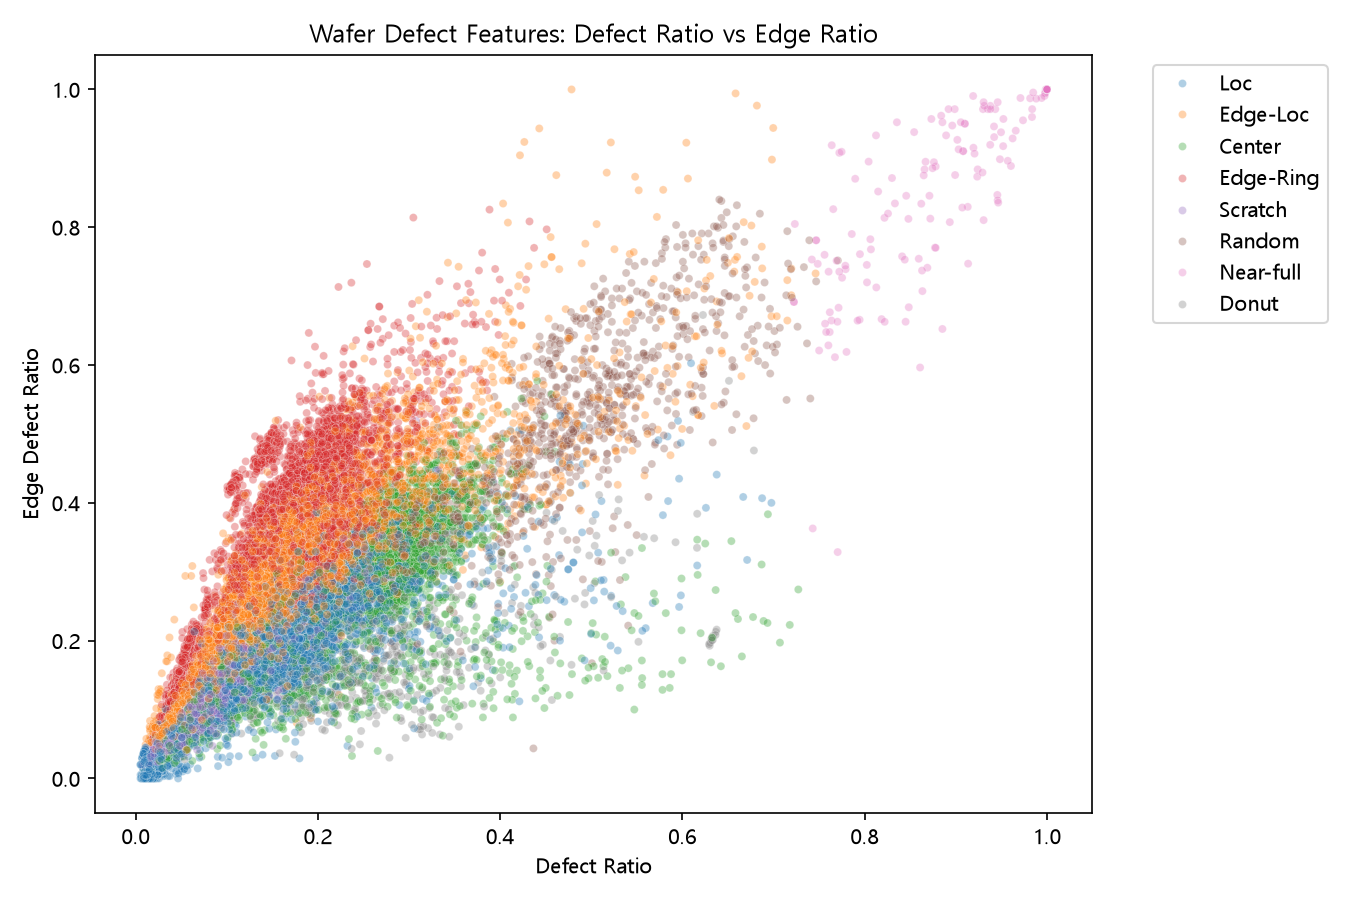 Wafer Defect Features: Defect Ratio vs Edge Ratio
Loc
Edge-Loc
Center
Edge-Ring
Scratch
Random
Near-full
Donut
Edge Defect Ratio
1.0
0.8
0.6
0.4
0.2
0.0
0.0 0.2 0.4 0.6 0.8 1.0
Defect Ratio